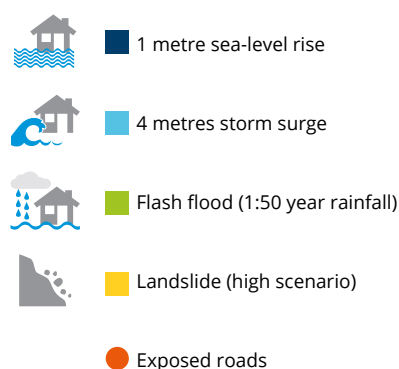 1 metre sea-level rise
4 metres storm surge
Flash flood (1:50 year rainfall)
Landslide (high scenario)
Exposed roads